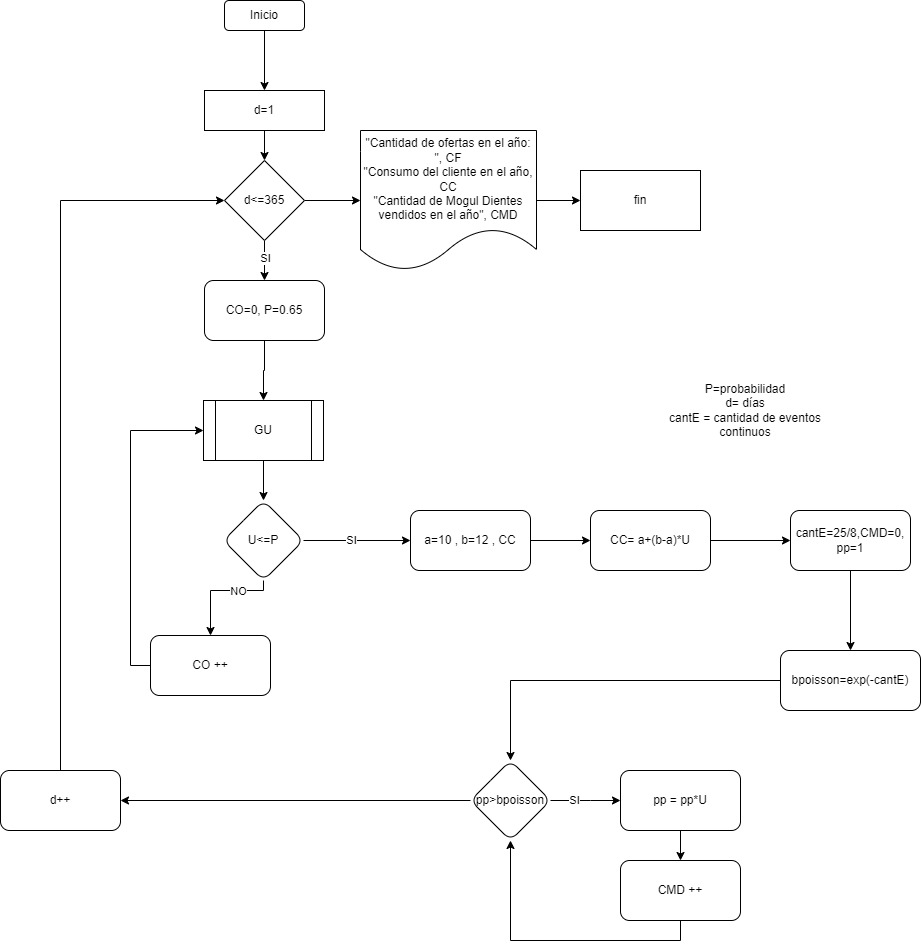 Inicio
d=1
"Cantidad de ofertas en el año:
", CF
"Consumo del cliente en el año,
CC
"Cantidad de Mogul Dientes
vendidos en el año", CMD
d<=365
fin
SI
CO=0, P=0.65
P=probabilidad
d= días
cantE = cantidad de eventos
continuos
GU
U<=P
SI
a=10 , b=12 , CC
CC= a+(b-a)*U
cantE=25/8,CMD=0,
pp=1
NO
CO ++
bpoisson=exp(-cantE)
d++
pp>bpoisson
SI
pp = pp*U
CMD ++